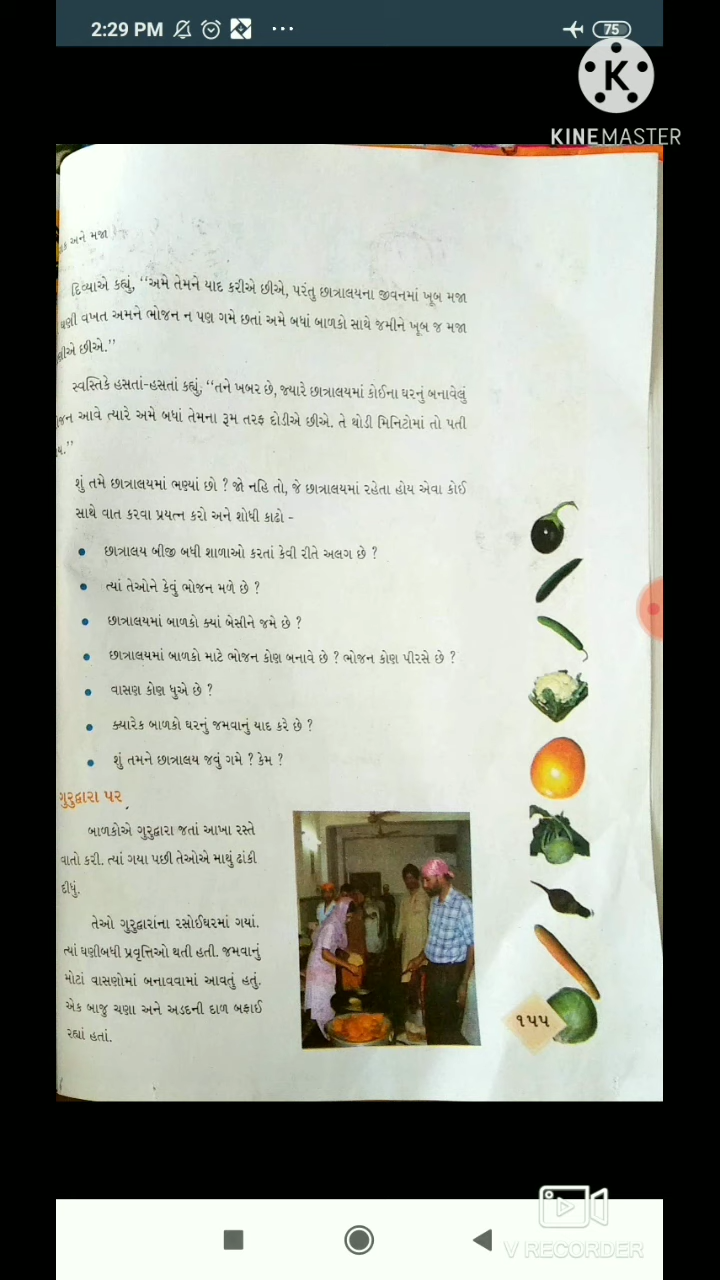 2:29 PM
75
K
KINEMASTER
અને મજા
દિવ્યાએ કહ્યું, “અમે તેમને યાદ કરીએ છીએ, પરંતુ છાત્રાલયના જીવનમાં ખૂબ મજા
ઘણી વખત અમને ભોજન ન પણ ગમે છતાં અમે બધાં બાળકો સાથે જમીને ખૂબ જ મજા
છીએ.”
સ્વસ્તિકે હસતાં-હસતાં કહ્યું, “તને ખબર છે, જ્યારે છાત્રાલયમાં કોઈના ઘરનું બનાવેલું
આવે ત્યારે અમે બધાં તેમના રૂમ તરફ દોડીએ છીએ. તે થોડી મિનિટોમાં તો પતી
શું તમે છાત્રાલયમાં ભણ્યાં છો ? જો નહિ તો, જે છાત્રાલયમાં રહેતા હોય એવા કોઈ
સાથે વાત કરવા પ્રયત્ન કરો અને શોધી કાઢો -
• છાત્રાલય બીજી બધી શાળાઓ કરતાં કેવી રીતે અલગ છે ?
• ત્યાં તેઓને કેવું ભોજન મળે છે ?
• છાત્રાલયમાં બાળકો ક્યાં બેસીને જમે છે ?
• છાત્રાલયમાં બાળકો માટે ભોજન કોણ બનાવે છે ? ભોજન કોણ પીરસે છે ?
• વાસણ કોણ ધુએ છે ?
• ક્યારેક બાળકો ઘરનું જમવાનું યાદ કરે છે ?
• શું તમને છાત્રાલય જવું ગમે ? કેમ ?
ગુરુદ્વારા પર
બાળકોએ ગુરુદ્વારા જતાં આખા રસ્તે
વાતો કરી. ત્યાં ગયા પછી તેઓએ માથું ઢાંકી
દીધું.
તેઓ ગુરુદ્વારાંના રસોઈઘરમાં ગયાં.
ત્યાં ઘણીબધી પ્રવૃત્તિઓ થતી હતી. જમવાનું
મોટાં વાસણોમાં બનાવવામાં આવતું હતું.
એક બાજુ ચણા અને અડદની દાળ બફાઈ
રહ્યાં હતાં.
૧૫૫
V RECORDER